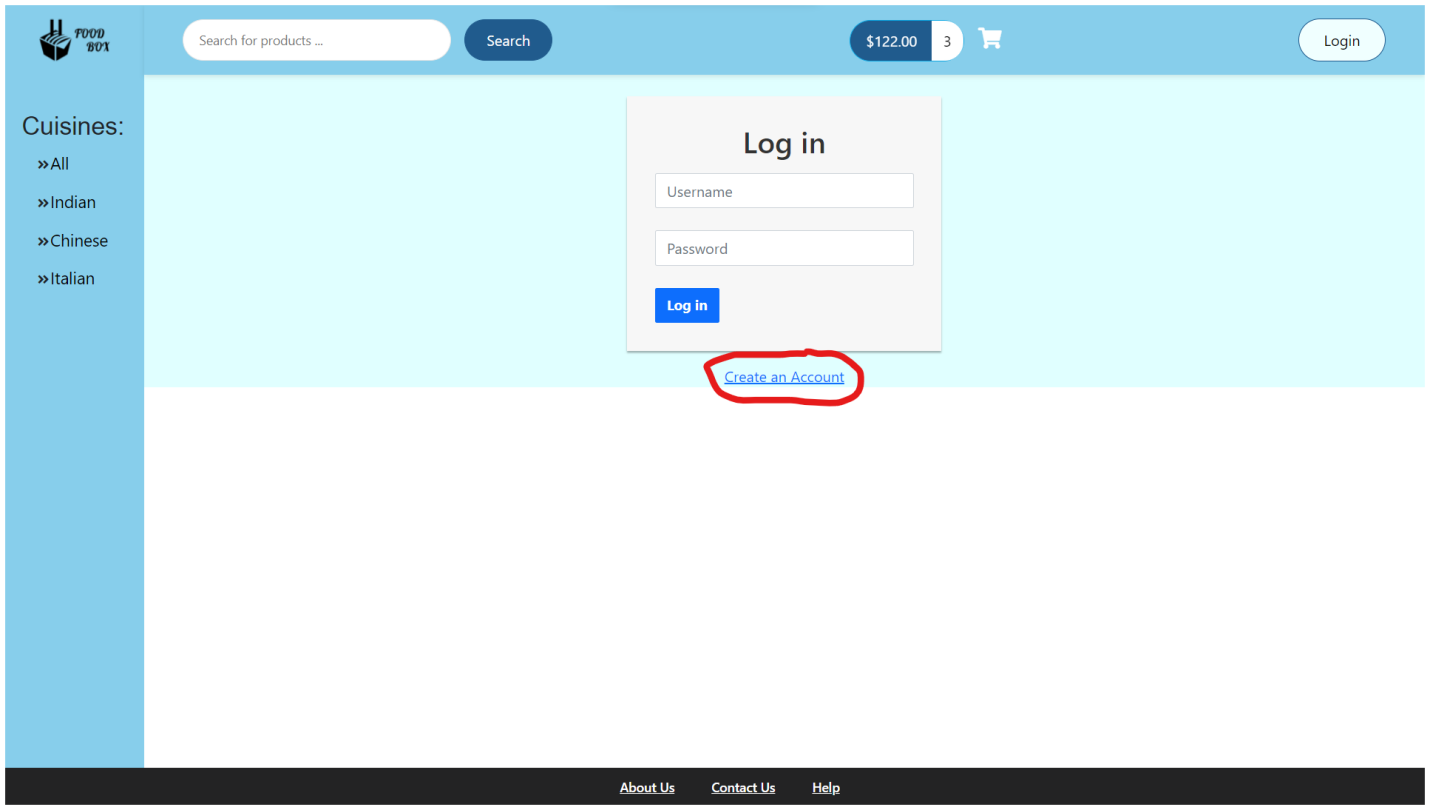 FOOD
BOX
Search for products ...
Search
$122.00
3
Login
Cuisines:
All
Indian
Chinese
Italian
Log in
Username
Password
Log in
Create an Account
About Us
Contact Us
Help